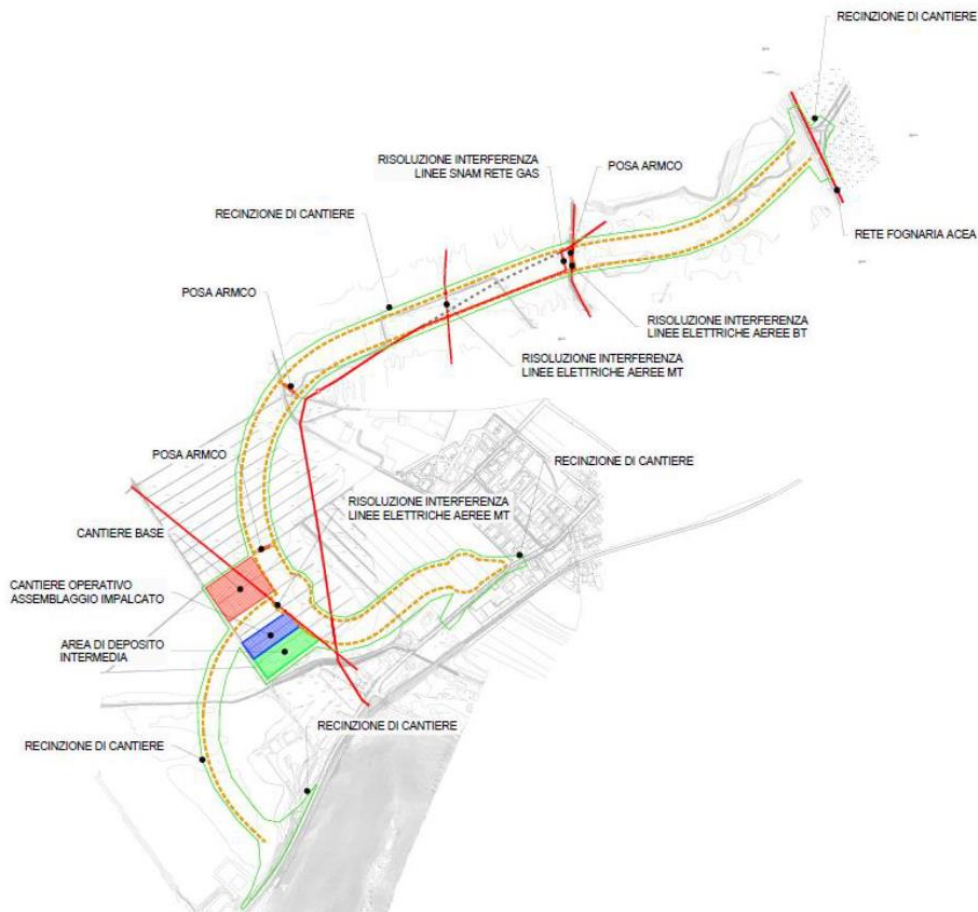 RECINZIONE DI CANTIERE
RISOLUZIONE INTERFERENZA
LINEE SNAM RETE GAS
POSA ARMCO
RECINZIONE DI CANTIERE
RETE FOGNARIA ACEA
POSA ARMCO
RISOLUZIONE INTERFERENZA
LINEE ELETTRICHE AEREE BT
RISOLUZIONE INTERFERENZA
LINEE ELETTRICHE AEREE MT
POSA ARMCO
RECINZIONE DI CANTIERE
RISOLUZIONE INTERFERENZA
LINEE ELETTRICHE AEREE MT
CANTIERE BASE
CANTIERE OPERATIVO
ASSEMBLAGGIO IMPALCATO
AREA DI DEPOSITO
INTERMEDIA
RECINZIONE DI CANTIERE
RECINZIONE DI CANTIERE